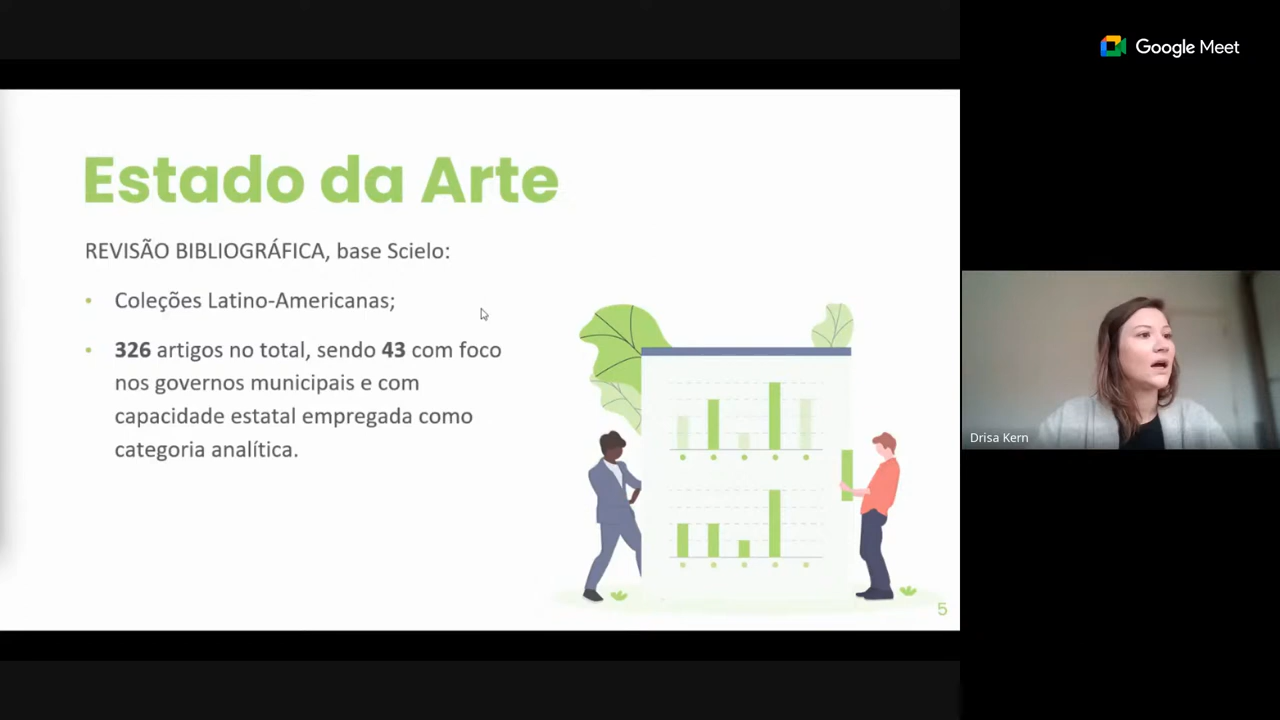 Google Meet
Estado da Arte
REVISÃO BIBLIOGRÁFICA, base Scielo:
• Coleções Latino-Americanas;
• 326 artigos no total, sendo 43 com foco
nos governos municipais e com
capacidade estatal empregada como
categoria analítica.
5
Drisa Kern